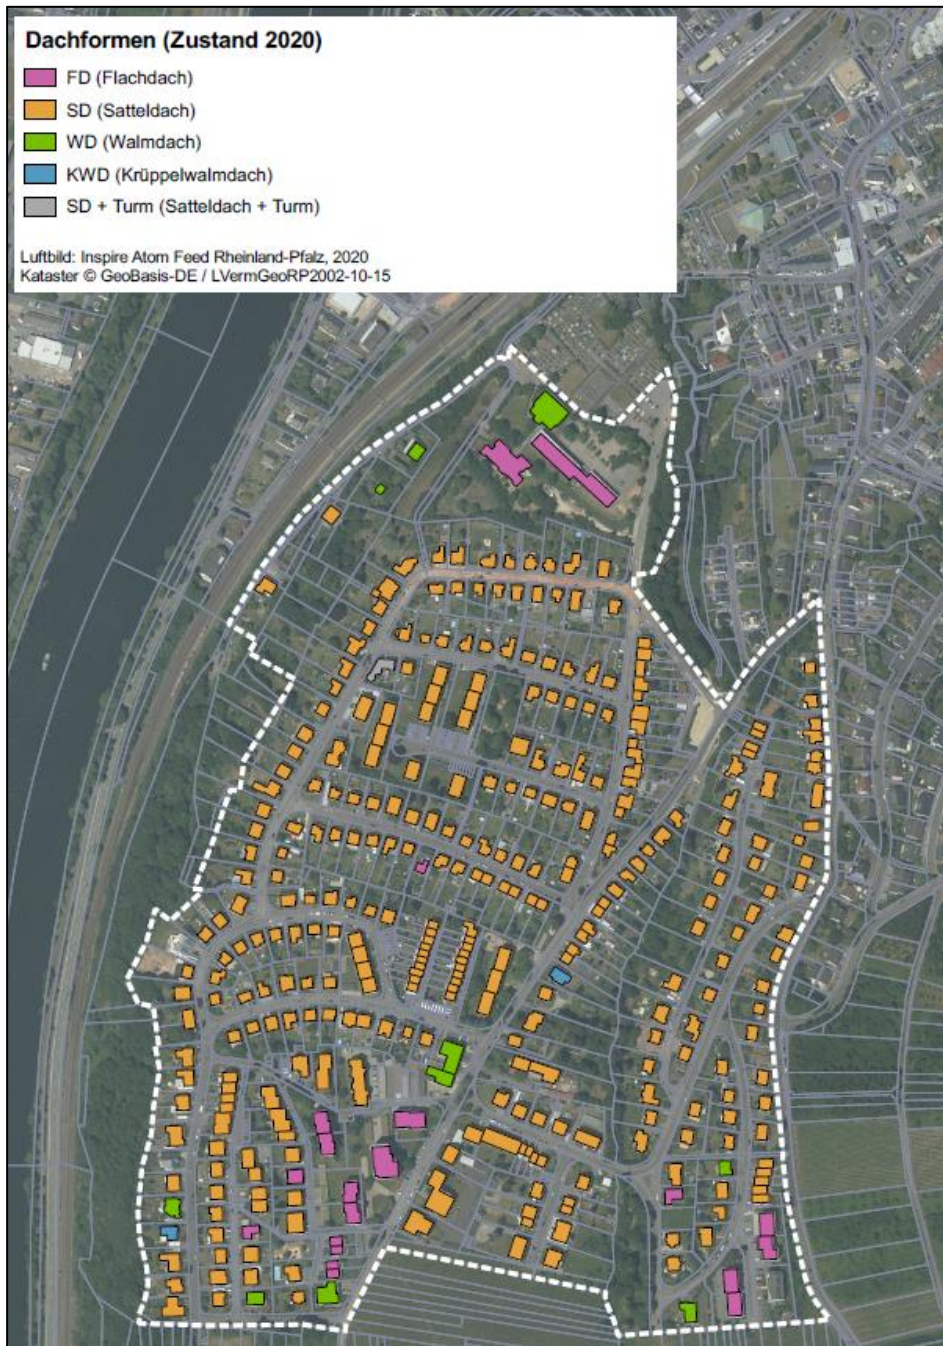 Dachformen (Zustand 2020)
FD (Flachdach)
SD (Satteldach)
WD (Walmdach)
KWD (Krüppelwalmdach)
SD + Turm (Satteldach + Turm)
Luftbild: Inspire Atom Feed Rheinland-Pfalz, 2020
Kataster © GeoBasis-DE / LVermGeoRP2002-10-15